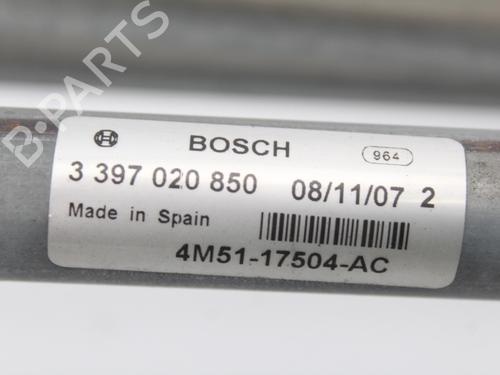 B-PARTS
BOSCH
964
3 397 020 850 08/11/07 2
Made in Spain
4M51-17504-AC